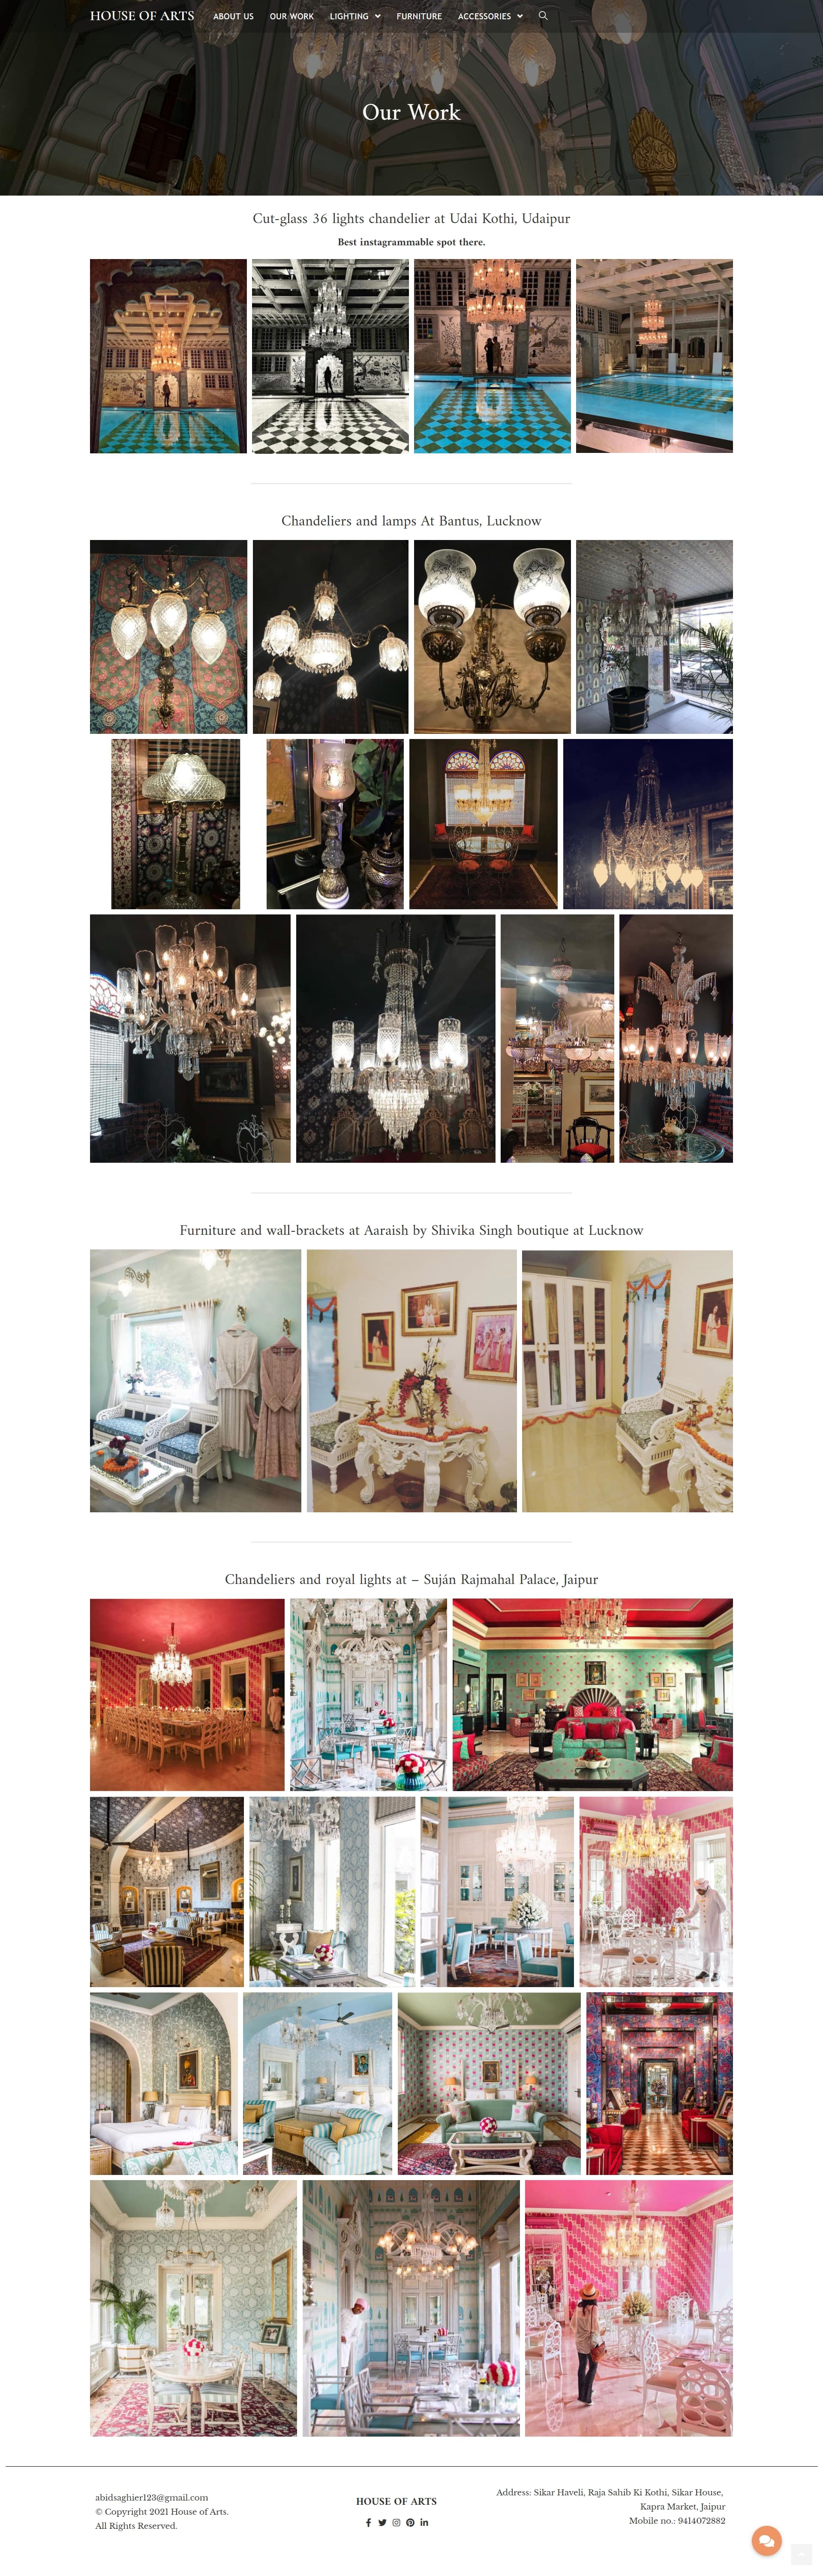 HOUSE OF ARTS
ABOUT US
OUR WORK
LIGHTING
FURNITURE
ACCESSORIES
Our Work
Cut-glass 36 lights chandelier at Udai Kothi, Udaipur
Best instagrammable spot there.
Chandeliers and lamps At Bantus, Lucknow
Furniture and wall-brackets at Aaraish by Shivika Singh boutique at Lucknow
Chandeliers and royal lights at – Suján Rajmahal Palace, Jaipur
abidsaghier123@gmail.com
© Copyright 2021 House of Arts.
All Rights Reserved.
HOUSE OF ARTS
Address: Sikar Haveli, Raja Sahib Ki Kothi, Sikar House,
Kapra Market, Jaipur
Mobile no.: 9414072882